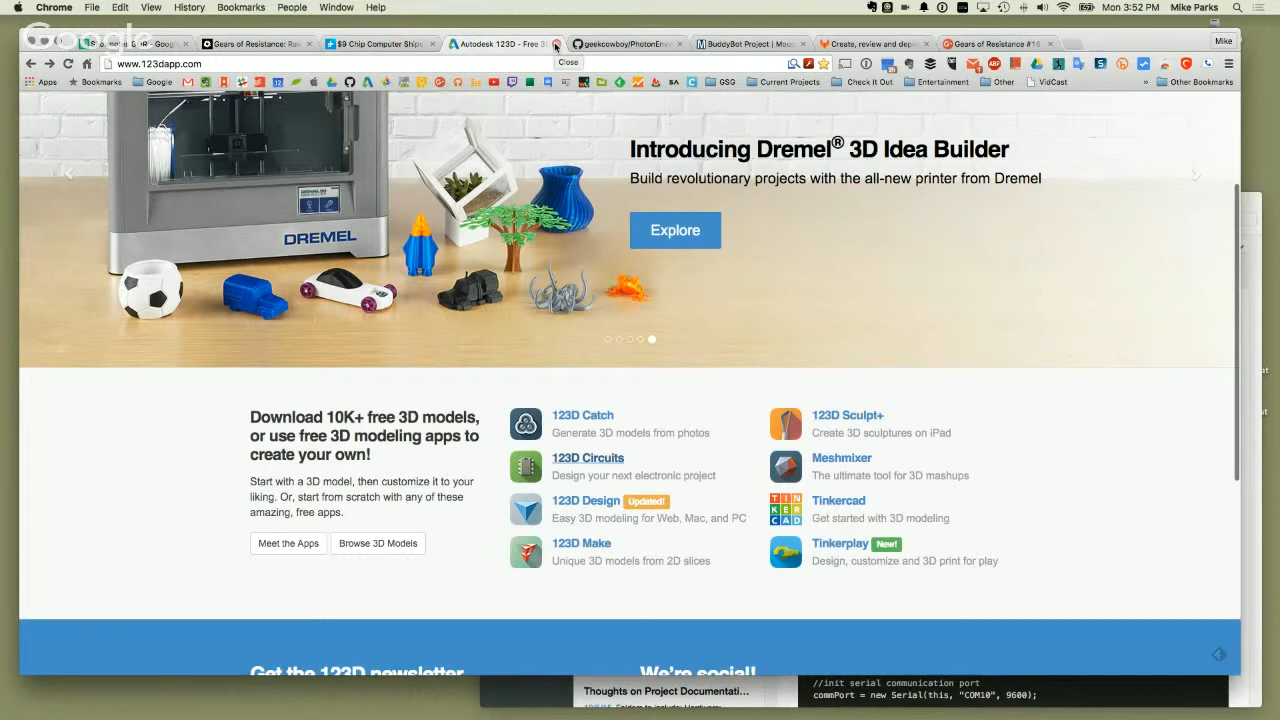 Chrome File Edit View History Bookmarks People Window Help
Mon 3:52 PM Mike Parks
Google
Gears of Resistance: Rav
$9 Chip Computer Ships
Autodesk 123D - Free 3D
geekcowboy/PhotonEnv
BuddyBot Project | Mou
Create, review and deplo
Gears of Resistance #16
Mike
www.123dapp.com
Close
Apps Bookmarks Google
GSG Current Projects Check It Out Entertainment Other VidCast » Other Bookmarks
Introducing Dremel® 3D Idea Builder
Build revolutionary projects with the all-new printer from Dremel
Explore
DREMEL
Download 10K+ free 3D models,
or use free 3D modeling apps to
create your own!
Start with a 3D model, then customize it to your
liking. Or, start from scratch with any of these
amazing, free apps.
Meet the Apps Browse 3D Models
123D Catch
Generate 3D models from photos
123D Circuits
Design your next electronic project
123D Design Updated!
Easy 3D modeling for Web, Mac, and PC
123D Make
Unique 3D models from 2D slices
123D Sculpt+
Create 3D sculptures on iPad
Meshmixer
The ultimate tool for 3D mashups
TIN
KER
CAD
Tinkercad
Get started with 3D modeling
Tinkerplay New!
Design, customize and 3D print for play
Get the 123D newsletter
We're social!
Thoughts on Project Documentati...
//init serial communication port
commPort = new Serial(this, "COM10", 9600);